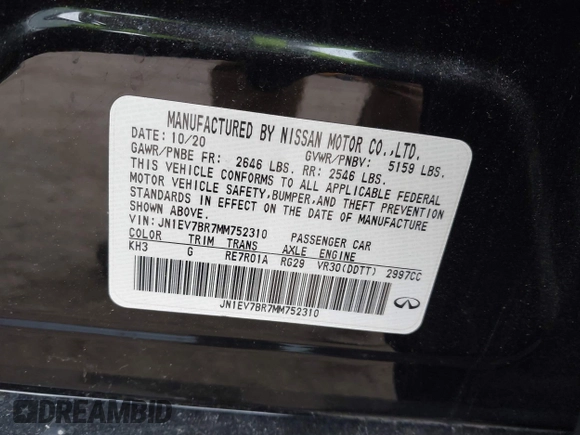 MANUFACTURED BY NISSAN MOTOR CO.,LTD.
DATE: 10/20 GVWR/PNBV: 5159 LBS.
GAWR/PNBE FR: 2646 LBS. RR: 2546 LBS.
THIS VEHICLE CONFORMS TO ALL APPLICABLE FEDERAL
MOTOR VEHICLE SAFETY,BUMPER,AND THEFT PREVENTION
STANDARDS IN EFFECT ON THE DATE OF MANUFACTURE
SHOWN ABOVE.
VIN: JN1EV7BR7MM752310 PASSENGER CAR
COLOR TRIM TRANS AXLE ENGINE
KH3 G RE7R01A RG29 VR30(DDTT) 2997CC
JN1EV7BR7MM752310
DREAMBID